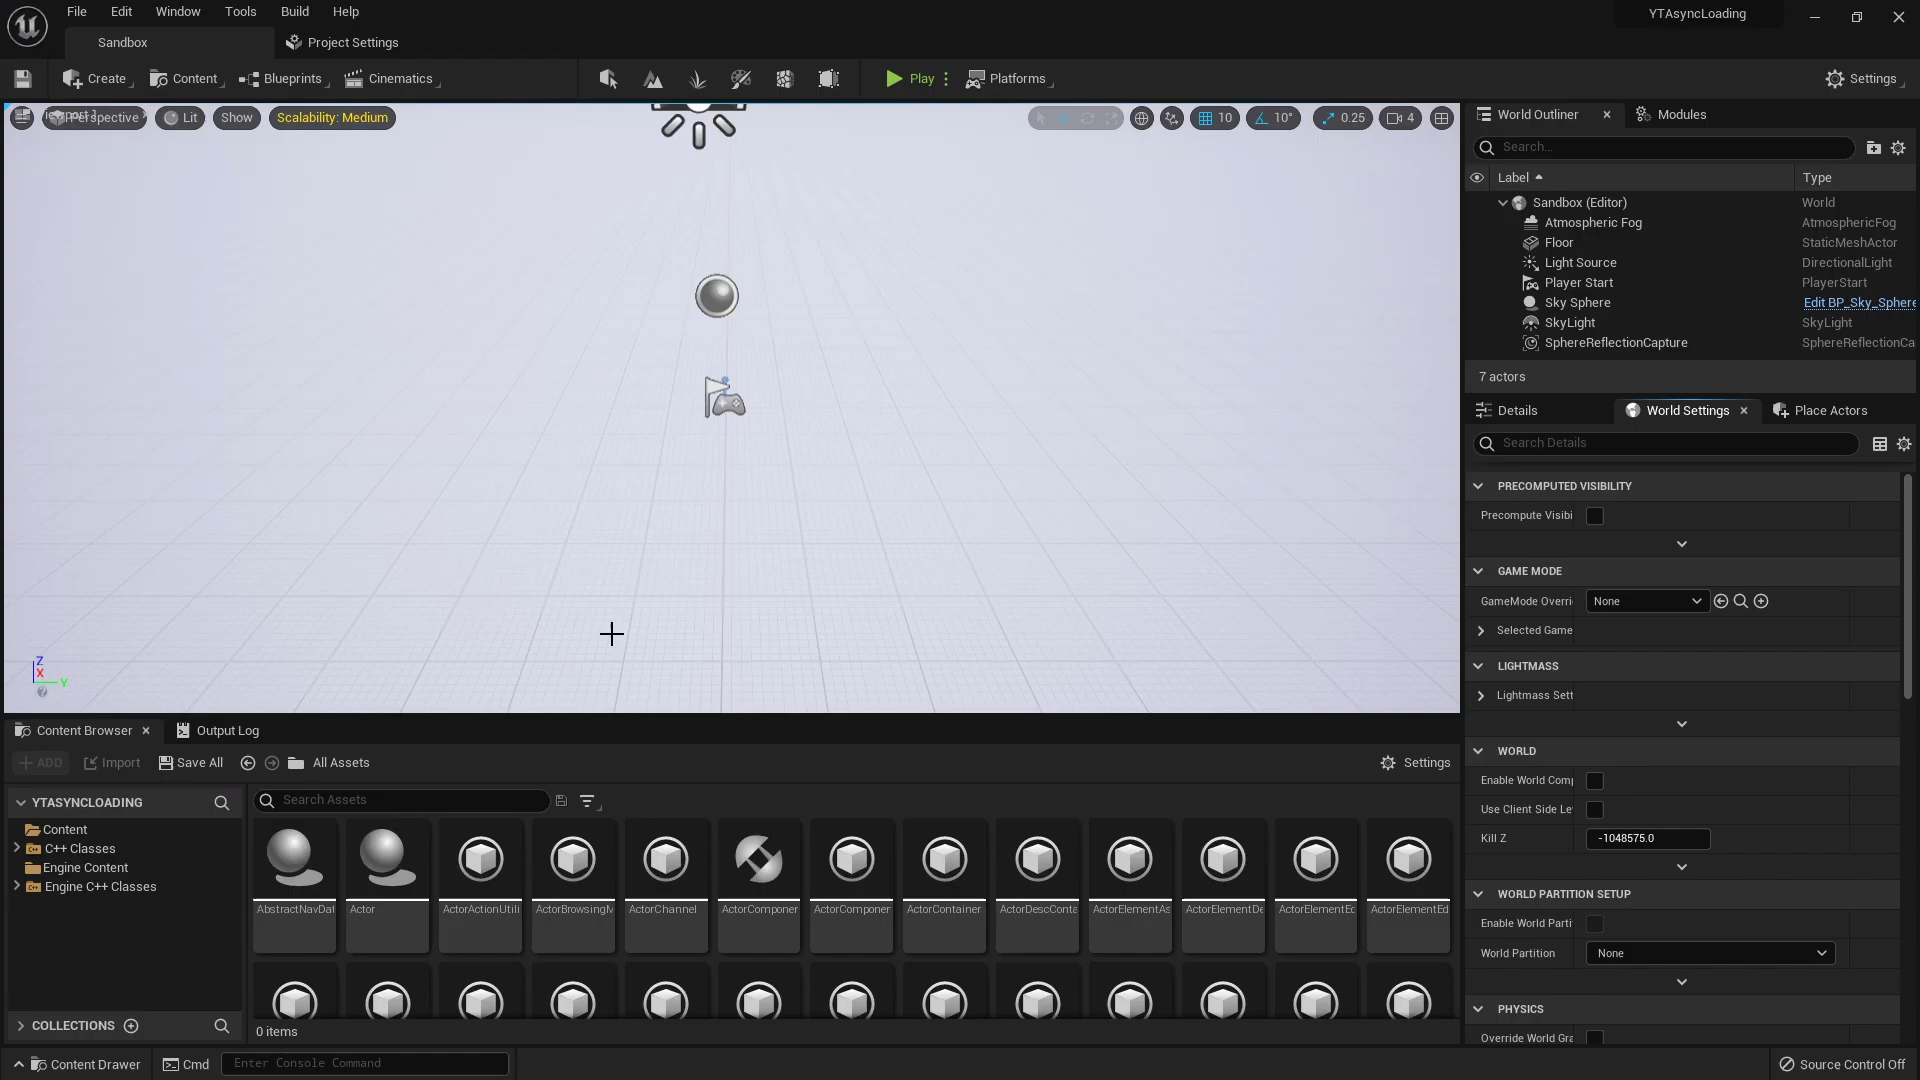 File Edit Window Tools Build Help
YTAsyncLoading
Sandbox
Project Settings
Create
Content
Blueprints
Cinematics
Play
Platforms
Settings
Perspective
Lit
Show
Scalability: Medium
10
10°
0.25
4
World Outliner
Modules
Search...
Label
Type
Sandbox (Editor) World
Atmospheric Fog AtmosphericFog
Floor StaticMeshActor
Light Source DirectionalLight
Player Start PlayerStart
Sky Sphere Edit BP_Sky_Sphere
SkyLight SkyLight
SphereReflectionCapture SphereReflectionCa
7 actors
Details
World Settings
Place Actors
Search Details
PRECOMPUTED VISIBILITY
Precompute Visibi
GAME MODE
GameMode Overri None
Selected Game
LIGHTMASS
Lightmass Sett
WORLD
Enable World Comp
Use Client Side Le
Kill Z -1048575.0
WORLD PARTITION SETUP
Enable World Parti
World Partition None
PHYSICS
Override World Gra
Z
X
Y
Content Browser
Output Log
ADD
Import
Save All
All Assets
Settings
YTASYNCLOADING
Content
C++ Classes
Engine Content
Engine C++ Classes
COLLECTIONS
Search Assets
AbstractNavDat
Actor
ActorActionUtili
ActorBrowsingM
ActorChannel
ActorComponer
ActorComponer
ActorContainer
ActorDescConta
ActorElementAs
ActorElementDe
ActorElementEc
ActorElementEd
0 items
Content Drawer
Cmd
Enter Console Command
Source Control Off